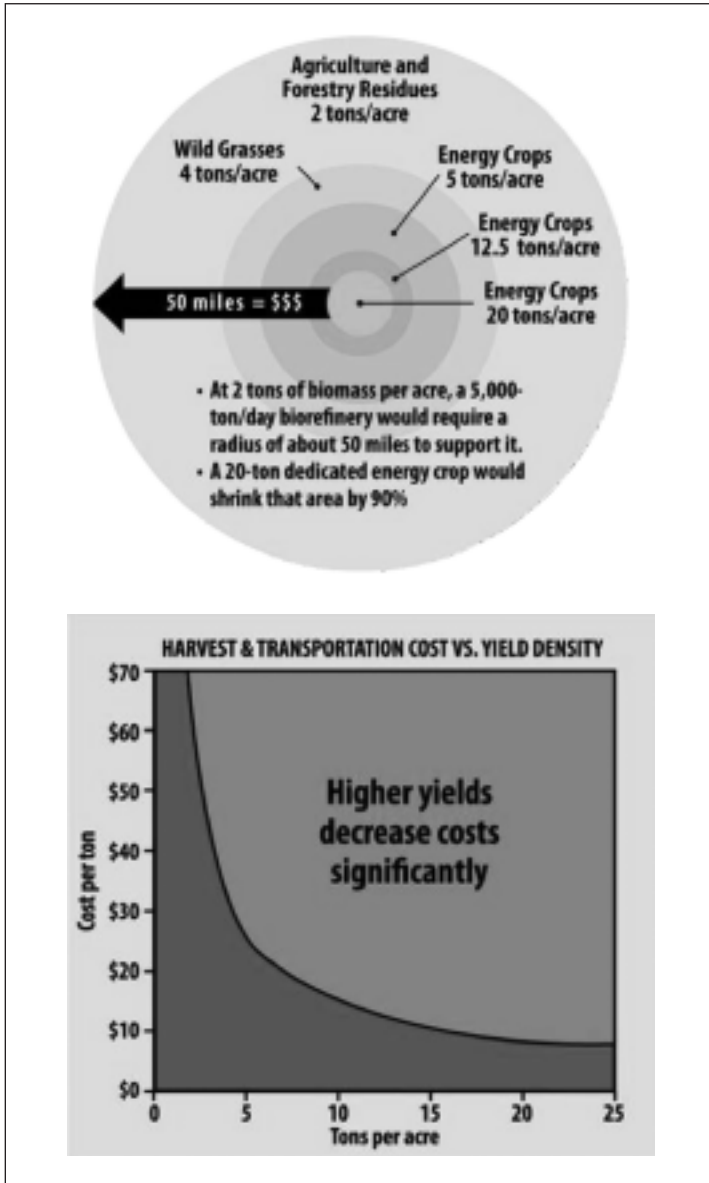 Agriculture and
Forestry Residues
2 tons/acre
Wild Grasses
4 tons/acre
Energy Crops
5 tons/acre
Energy Crops
12.5 tons/acre
Energy Crops
20 tons/acre
50 miles = $$$
• At 2 tons of biomass per acre, a 5,000-
ton/day biorefinery would require a
radius of about 50 miles to support it.
• A 20-ton dedicated energy crop would
shrink that area by 90%
HARVEST & TRANSPORTATION COST VS. YIELD DENSITY
$70
$60
$50
$40
$30
$20
$10
$0
Cost per ton
Higher yields
decrease costs
significantly
0 5 10 15 20 25
Tons per acre